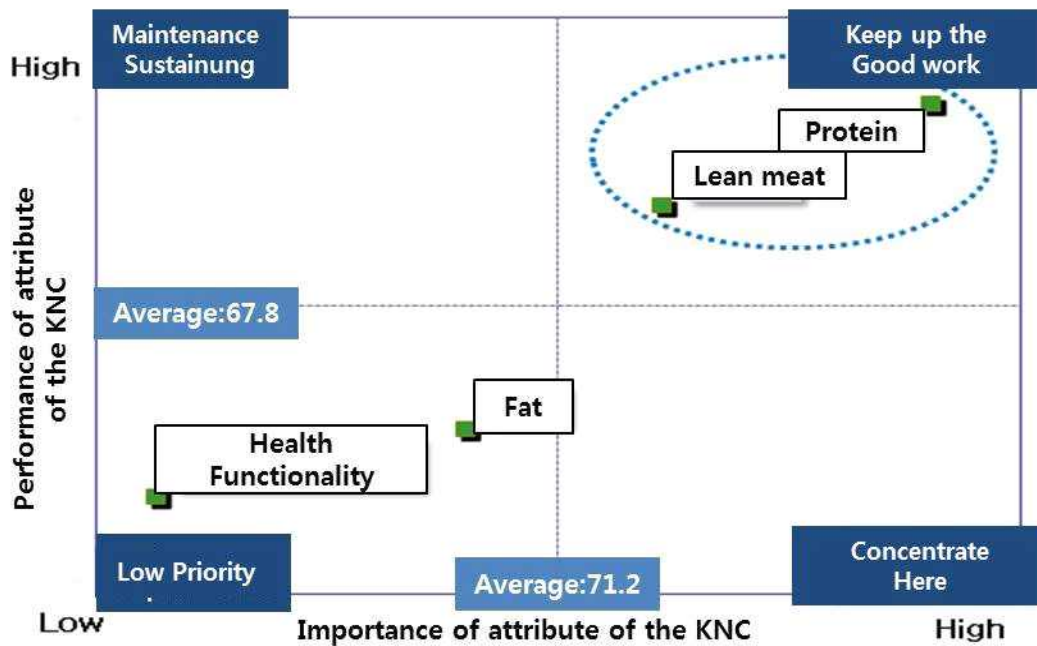 Maintenance
Sustainung
Keep up the
Good work
High
Protein
Lean meat
Performance of attribute
of the KNC
Average:67.8
Fat
Health
Functionality
Low Priority
Average:71.2
Concentrate
Here
Low
Importance of attribute of the KNC
High